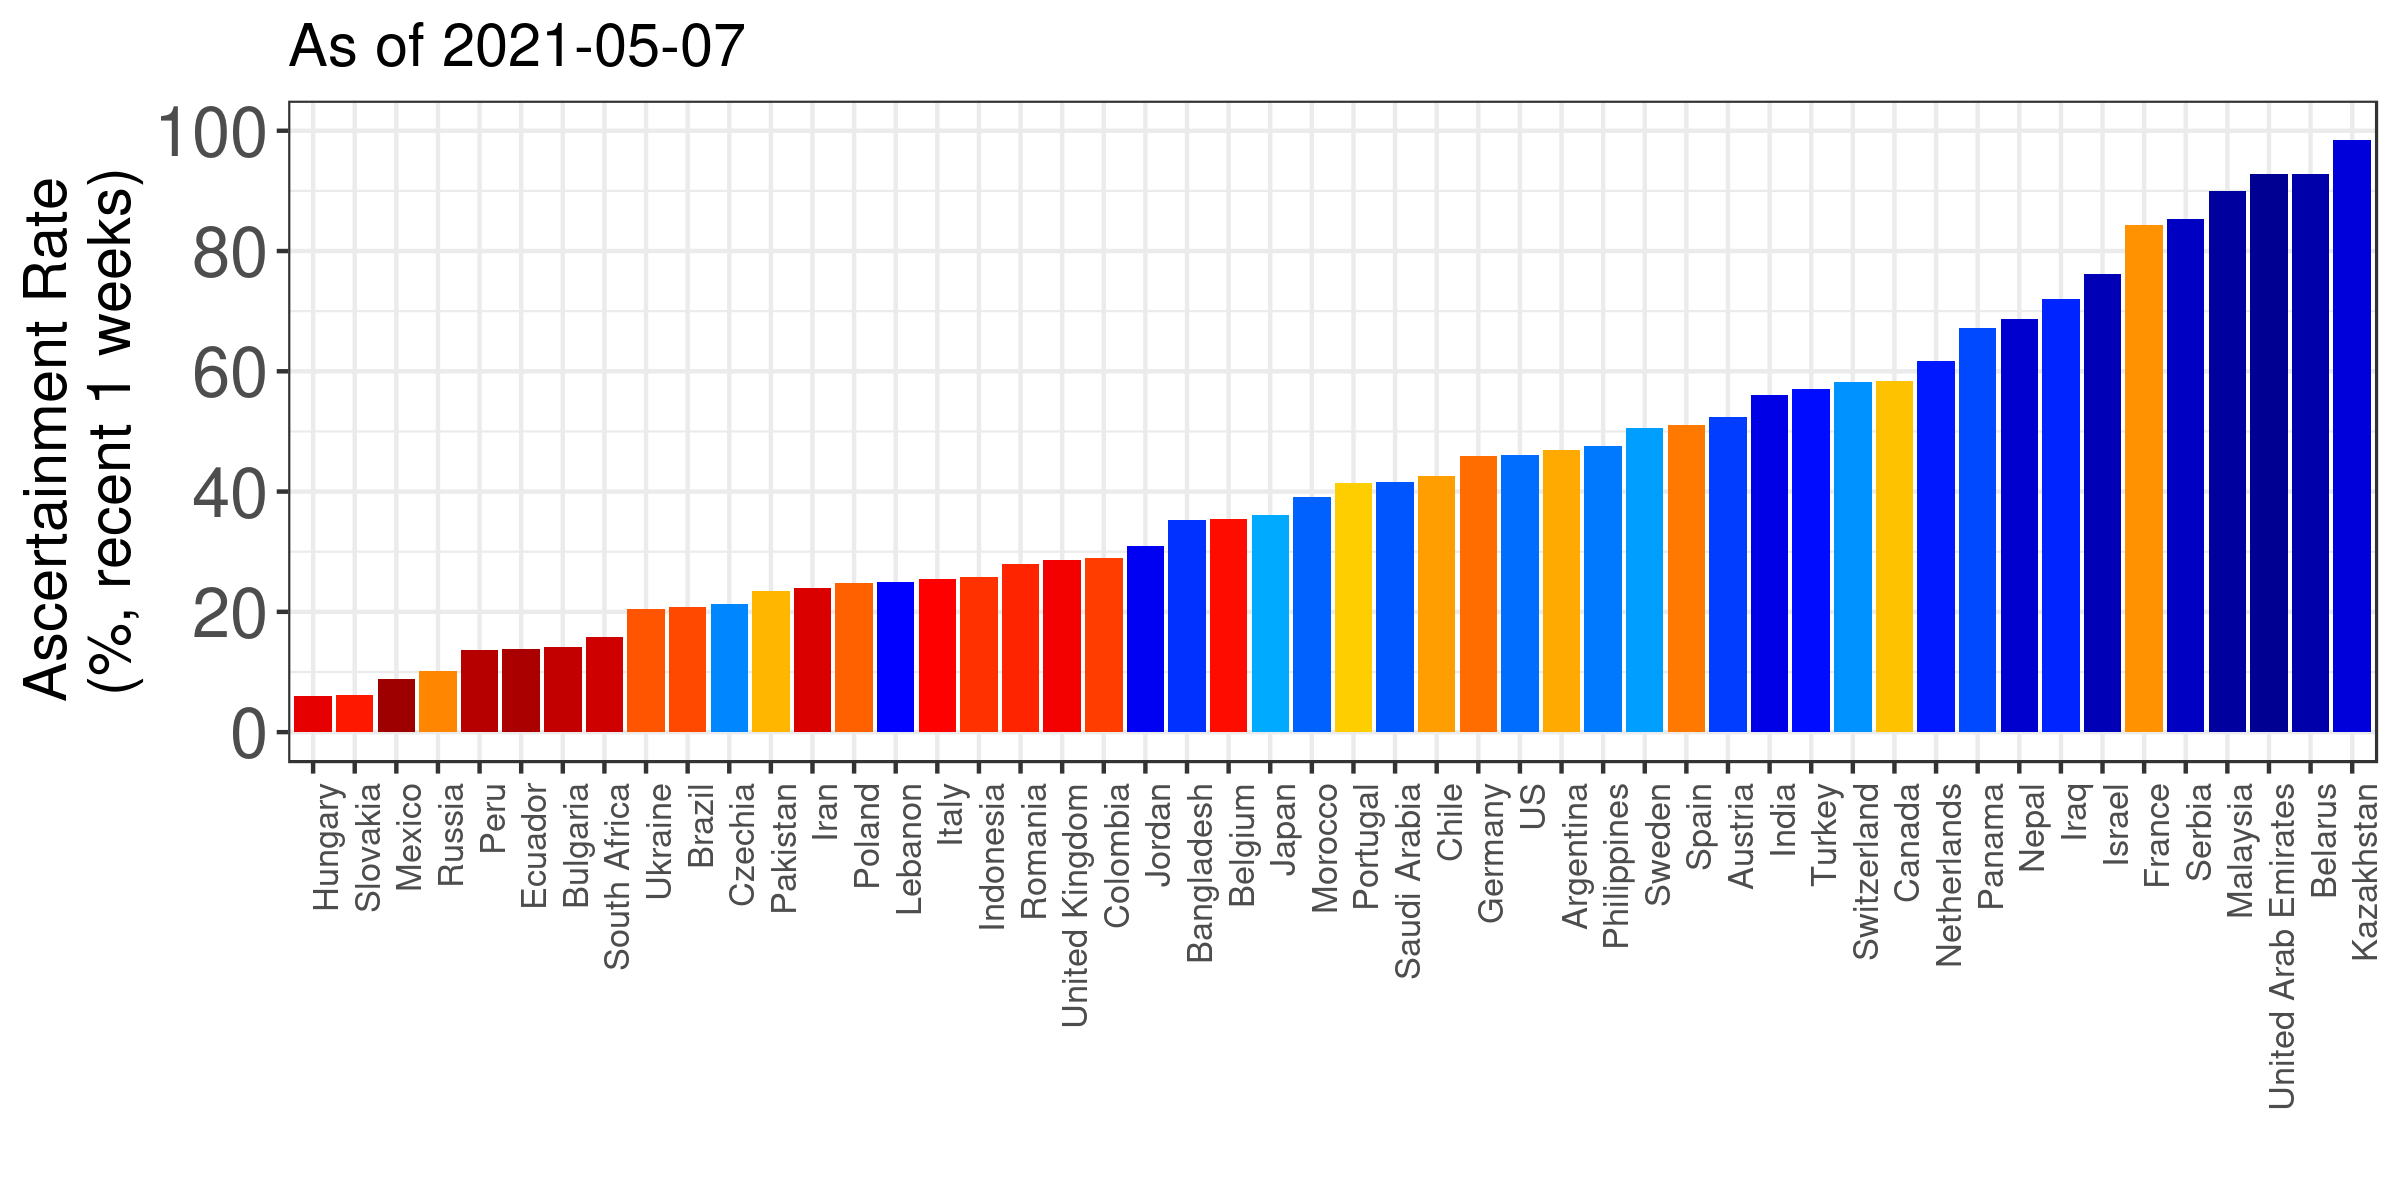 As of 2021-05-07
Ascertainment Rate
(%, recent 1 weeks)
100
80
60
40
20
0
Hungary
Slovakia
Mexico
Russia
Peru
Ecuador
Bulgaria
South Africa
Ukraine
Brazil
Czechia
Pakistan
Iran
Poland
Lebanon
Italy
Indonesia
Romania
United Kingdom
Colombia
Jordan
Bangladesh
Belgium
Japan
Morocco
Portugal
Saudi Arabia
Chile
Germany
US
Argentina
Philippines
Sweden
Spain
Austria
India
Turkey
Switzerland
Canada
Netherlands
Panama
Nepal
Iraq
Israel
France
Serbia
Malaysia
United Arab Emirates
Belarus
Kazakhstan